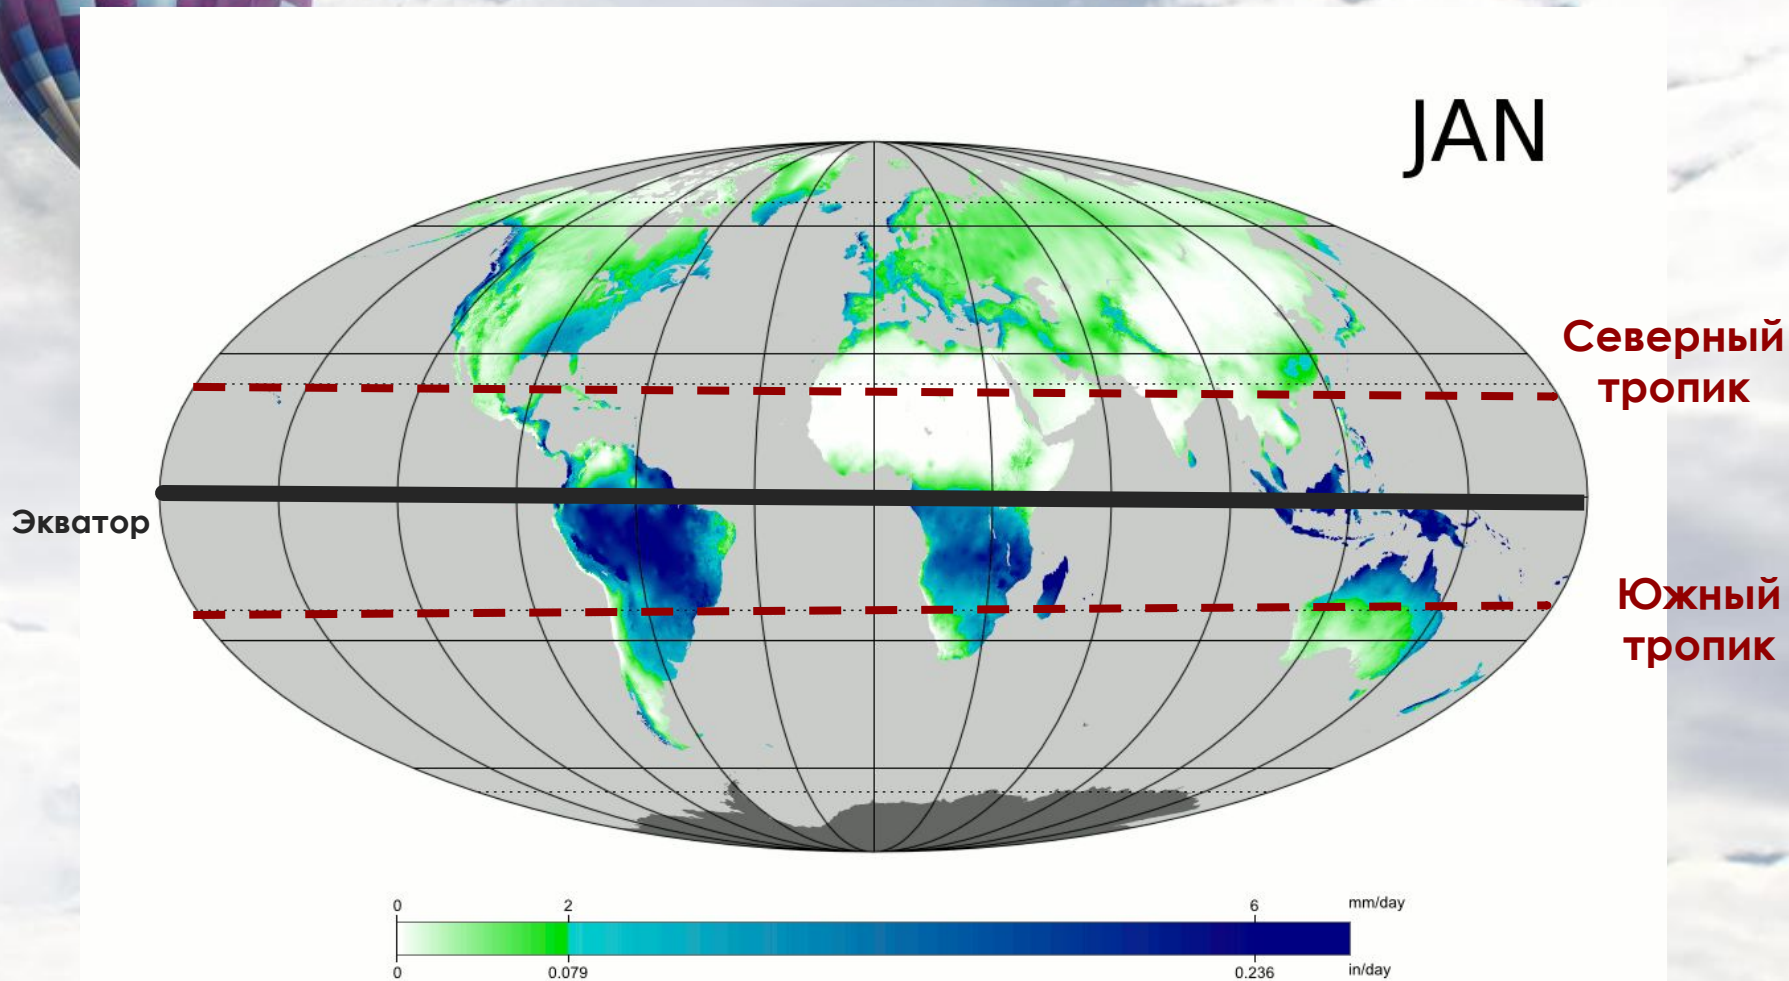 JAN
Северный
тропик
Экватор
Южный
тропик
0 2 6 mm/day
0 0.079 0.236 in/day